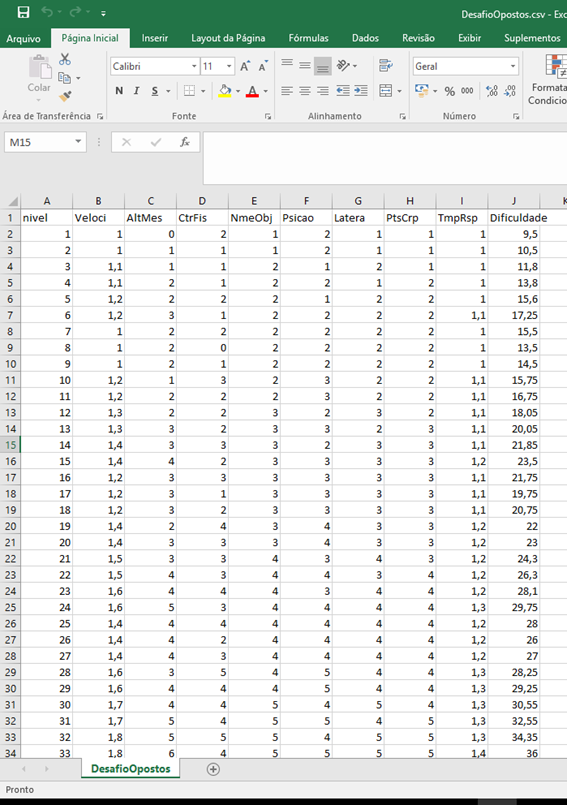 DesafioOpostos.csv - Exc
Arquivo Página Inicial Inserir Layout da Página Fórmulas Dados Revisão Exibir Suplementos
Colar
Calibri 11 A A ab Geral
N I S A % 000 ,00
Formata
Condicio
Área de Transferência Fonte Alinhamento Número
M15 fx
A B C D E F G H I J K
1 nivel Veloci AltMes CtrFis NmeObj Psicao Latera PtsCrp TmpRsp Dificuldade
2 1 1 0 2 1 2 1 1 1 9,5
3 2 1 1 1 1 2 1 1 1 10,5
4 3 1,1 1 1 2 1 2 1 1 11,8
5 4 1,1 2 1 2 2 1 2 1 13,8
6 5 1,2 2 2 2 1 2 2 1 15,6
7 6 1,2 3 1 2 2 2 2 1,1 17,25
8 7 1 2 2 2 2 2 2 1 15,5
9 8 1 2 0 2 2 2 2 1 13,5
10 9 1 2 1 2 2 2 2 1 14,5
11 10 1,2 1 3 2 3 2 2 1,1 15,75
12 11 1,2 2 2 2 3 2 2 1,1 16,75
13 12 1,3 2 2 3 2 3 2 1,1 18,05
14 13 1,3 3 2 3 3 2 3 1,1 20,05
15 14 1,4 3 3 3 2 3 3 1,1 21,85
16 15 1,4 4 2 3 3 3 3 1,2 23,5
17 16 1,2 3 3 3 3 3 3 1,1 21,75
18 17 1,2 3 1 3 3 3 3 1,1 19,75
19 18 1,2 3 2 3 3 3 3 1,1 20,75
20 19 1,4 2 4 3 4 3 3 1,2 22
21 20 1,4 3 3 3 4 3 3 1,2 23
22 21 1,5 3 3 4 3 4 3 1,2 24,3
23 22 1,5 4 3 4 4 3 4 1,2 26,3
24 23 1,6 4 4 4 3 4 4 1,2 28,1
25 24 1,6 5 3 4 4 4 4 1,3 29,75
26 25 1,4 4 4 4 4 4 4 1,2 28
27 26 1,4 4 2 4 4 4 4 1,2 26
28 27 1,4 4 3 4 4 4 4 1,2 27
29 28 1,6 3 5 4 5 4 4 1,3 28,25
30 29 1,6 4 4 4 5 4 4 1,3 29,25
31 30 1,7 4 4 5 4 5 4 1,3 30,55
32 31 1,7 5 4 5 5 4 5 1,3 32,55
33 32 1,8 5 5 5 4 5 5 1,3 34,35
34 33 1,8 6 4 5 5 5 5 1,4 36
DesafioOpostos
Pronto